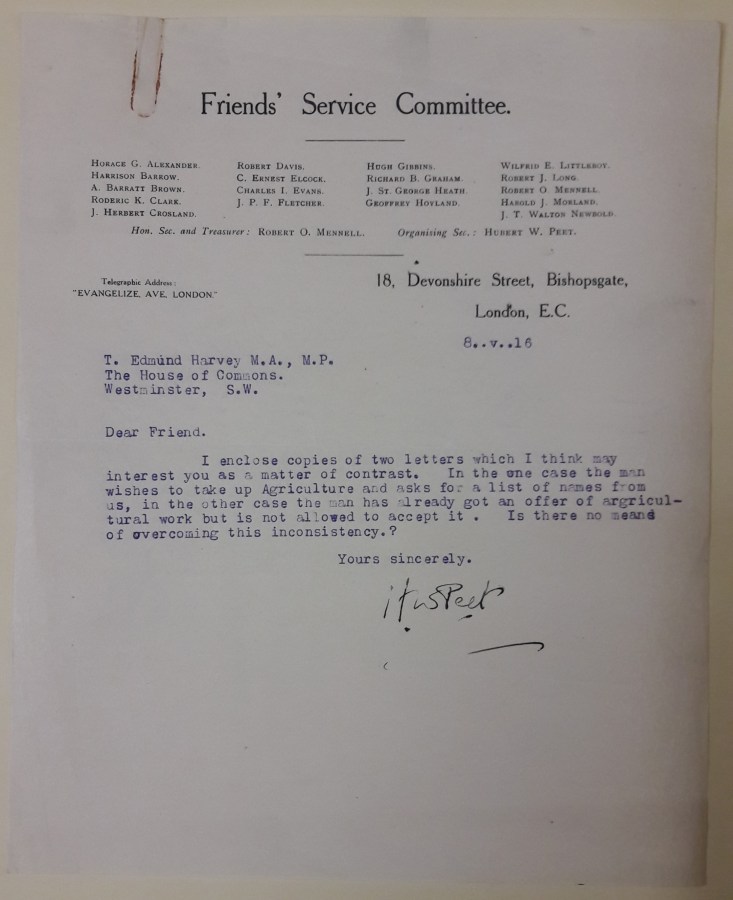 Friends' Service Committee.
HORACE G. ALEXANDER.
HARRISON BARROW.
A. BARRATT BROWN.
RODERIC K. CLARK.
J. HERBERT CROSLAND.
ROBERT DAVIS.
C. ERNEST ELCOCK.
CHARLES I. EVANS.
J. P. F. FLETCHER.
HUGH GIBBINS.
RICHARD B. GRAHAM.
J. ST. GEORGE HEATH.
GEOFFREY HOYLAND.
WILFRID E. LITTLEBOY.
ROBERT J. LONG.
ROBERT O. MENNELL.
HAROLD J. MORLAND.
J. T. WALTON NEWBOLD.
Hon. Sec. and Treasurer: ROBERT O. MENNELL. Organising Sec.: HUBERT W. PEET.
Telegraphic Address:
"EVANGELIZE, AVE, LONDON."
18, Devonshire Street, Bishopsgate,
London, E.C.
8..v..16
T. Edmund Harvey M.A., M.P.
The House of Commons.
Westminster, S.W.
Dear Friend.
I enclose copies of two letters which I think may
interest you as a matter of contrast. In the one case the man
wishes to take up Agriculture and asks for a list of names from
us, in the other case the man has already got an offer of argricul-
tural work but is not allowed to accept it . Is there no means
of overcoming this inconsistency.?
Yours sincerely.
HWPeet